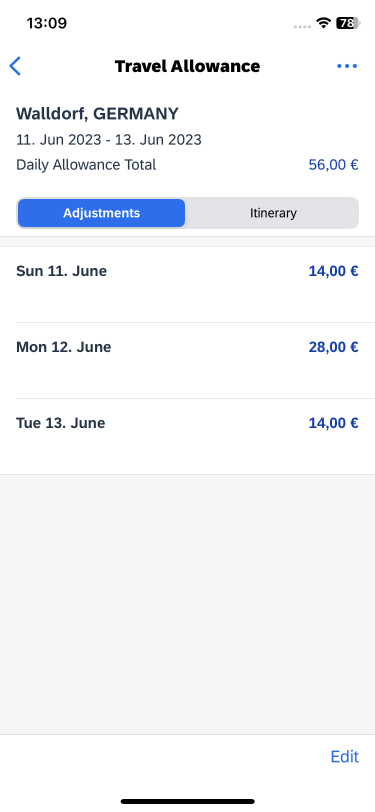 13:09
78
Travel Allowance
Walldorf, GERMANY
11. Jun 2023 - 13. Jun 2023
Daily Allowance Total 56,00 €
Adjustments Itinerary
Sun 11. June 14,00 €
Mon 12. June 28,00 €
Tue 13. June 14,00 €
Edit